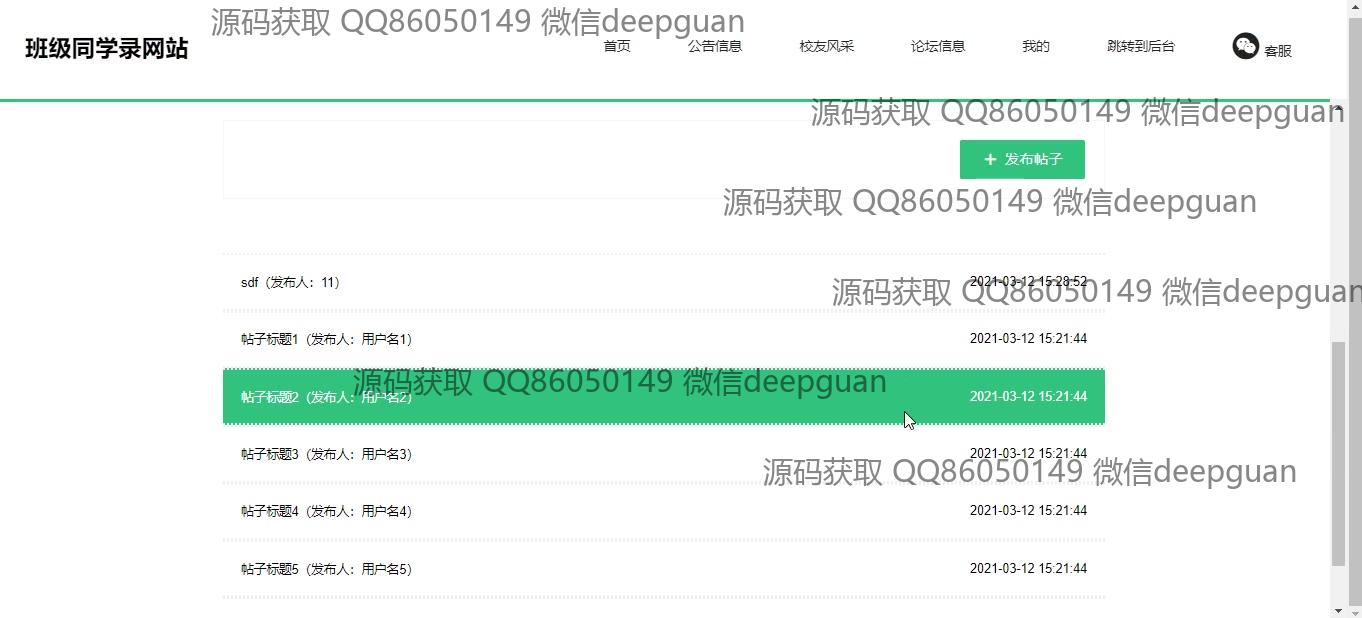 源码获取 QQ86050149 微信deepguan
班级同学录网站
首页 公告信息 校友风采 论坛信息 我的 跳转到后台 客服
源码获取 QQ86050149 微信deepguan
+ 发布帖子
源码获取 QQ86050149 微信deepguan
sdf（发布人：11） 2021-03-12 15:28:52
源码获取 QQ86050149 微信deepguan
帖子标题1（发布人：用户名1） 2021-03-12 15:21:44
源码获取 QQ86050149 微信deepguan
帖子标题2（发布人：用户名2） 2021-03-12 15:21:44
帖子标题3（发布人：用户名3） 2021-03-12 15:21:44
源码获取 QQ86050149 微信deepguan
帖子标题4（发布人：用户名4） 2021-03-12 15:21:44
帖子标题5（发布人：用户名5） 2021-03-12 15:21:44